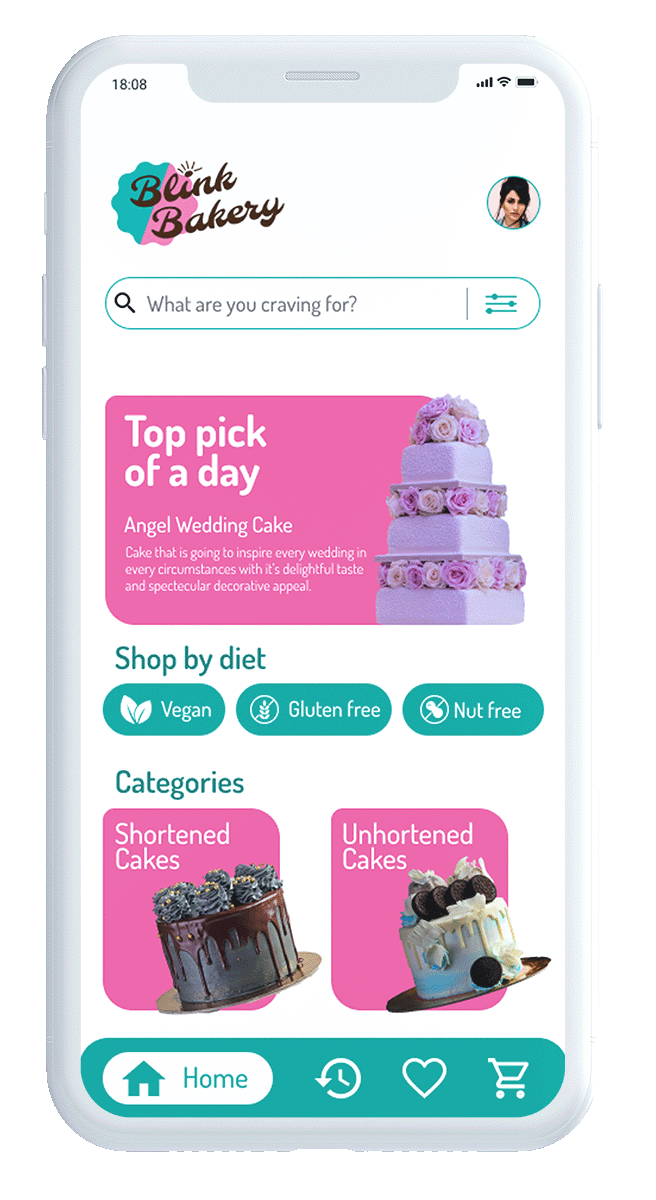 18:08
Blink
Bakery
What are you craving for?
Top pick
of a day
Angel Wedding Cake
Cake that is going to inspire every wedding in
every circumstances with it's delightful taste
and spectecular decorative appeal.
Shop by diet
Vegan
Gluten free
Nut free
Categories
Shortened
Cakes
Unhortened
Cakes
Home